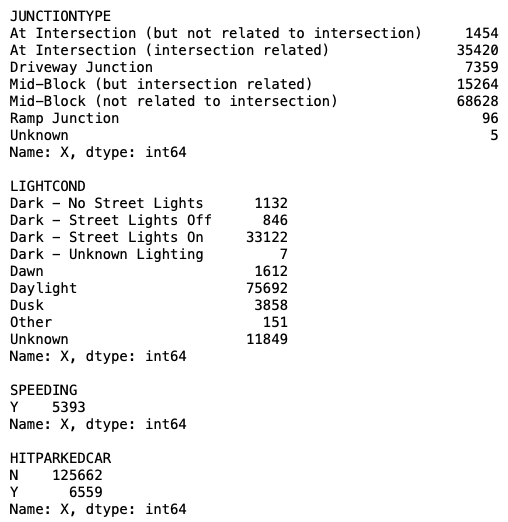 JUNCTIONTYPE
At Intersection (but not related to intersection)     1454
At Intersection (intersection related)               35420
Driveway Junction                                     7359
Mid-Block (but intersection related)                 15264
Mid-Block (not related to intersection)              68628
Ramp Junction                                           96
Unknown                                                  5
Name: X, dtype: int64

LIGHTCOND
Dark - No Street Lights      1132
Dark - Street Lights Off      846
Dark - Street Lights On     33122
Dark - Unknown Lighting         7
Dawn                         1612
Daylight                    75692
Dusk                         3858
Other                         151
Unknown                     11849
Name: X, dtype: int64

SPEEDING
Y    5393
Name: X, dtype: int64

HITPARKEDCAR
N    125662
Y      6559
Name: X, dtype: int64